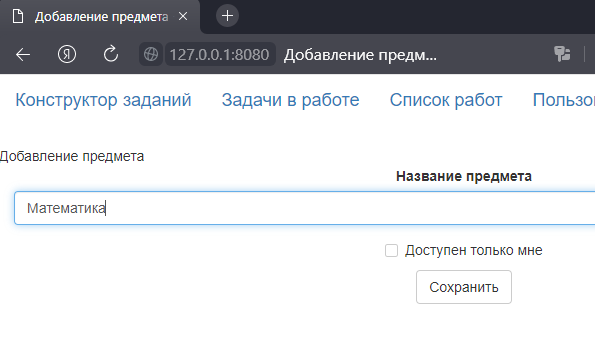 Добавление предмета
127.0.0.1:8080 Добавление предм...
Конструктор заданий Задачи в работе Список работ Пользо
Добавление предмета
Название предмета
Математика
Доступен только мне
Сохранить